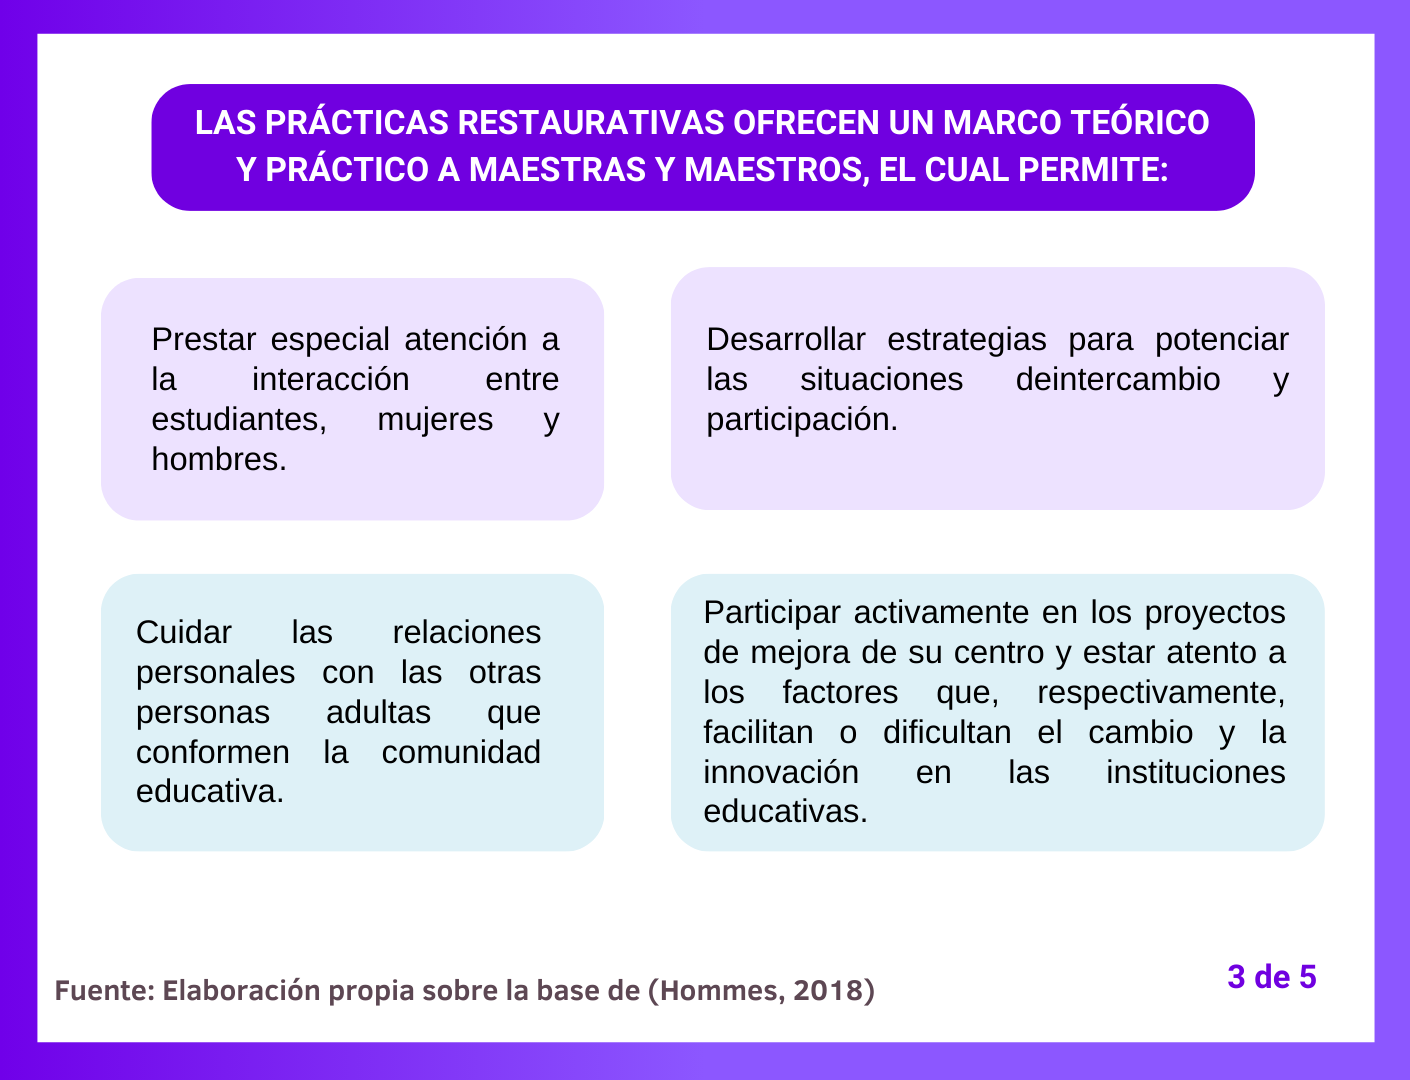 LAS PRÁCTICAS RESTAURATIVAS OFRECEN UN MARCO TEÓRICO
Y PRÁCTICO A MAESTRAS Y MAESTROS, EL CUAL PERMITE:
Prestar especial atención a
la interacción entre
estudiantes, mujeres y
hombres.
Desarrollar estrategias para potenciar
las situaciones deintercambio y
participación.
Cuidar las relaciones
personales con las otras
personas adultas que
conformen la comunidad
educativa.
Participar activamente en los proyectos
de mejora de su centro y estar atento a
los factores que, respectivamente,
facilitan o dificultan el cambio y la
innovación en las instituciones
educativas.
Fuente: Elaboración propia sobre la base de (Hommes, 2018)
3 de 5